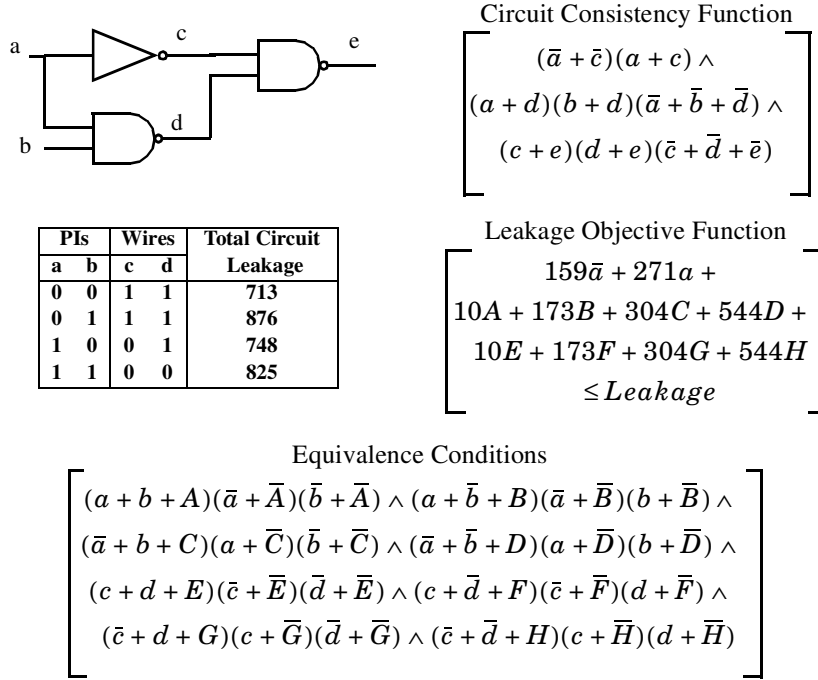 Circuit Consistency Function
a
c
e
d
b
(ā + c̄)(a + c) ∧
(a + d)(b + d)(ā + b̄ + d̄) ∧
(c + e)(d + e)(c̄ + d̄ + ē)
PIs Wires Total Circuit
a b c d Leakage
0 0 1 1 713
0 1 1 1 876
1 0 0 1 748
1 1 0 0 825
Leakage Objective Function
159ā + 271a +
10A + 173B + 304C + 544D +
10E + 173F + 304G + 544H
≤ Leakage
Equivalence Conditions
(a + b + A)(ā + A̅)(b̄ + A̅) ∧ (a + b̄ + B)(ā + B̅)(b + B̅) ∧
(ā + b + C)(a + C̅)(b̄ + C̅) ∧ (ā + b̄ + D)(a + D̅)(b + D̅) ∧
(c + d + E)(c̄ + E̅)(d̄ + E̅) ∧ (c + d̄ + F)(c̄ + F̅)(d + F̅) ∧
(c̄ + d + G)(c + G̅)(d̄ + G̅) ∧ (c̄ + d̄ + H)(c + H̅)(d + H̅)